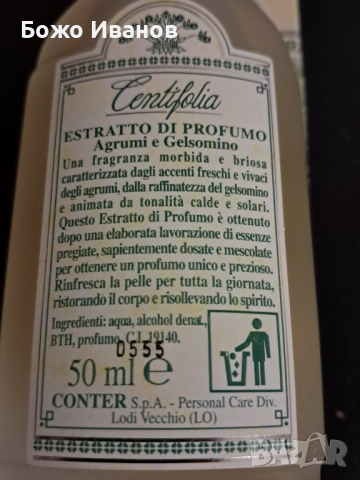 Божо Иванов
Centifolia
ESTRATTO DI PROFUMO
Agrumi e Gelsomino
Una fragranza morbida e briosa
caratterizzata dagli accenti freschi e vivaci
degli agrumi, dalla raffinatezza del gelsomino
e animata da tonalità calde e solari.
Questo Estratto di Profumo è ottenuto
dopo una elaborata lavorazione di essenze
pregiate, sapientemente dosate e mescolate
per ottenere un profumo unico e prezioso.
Rinfresca la pelle per tutta la giornata,
ristorando il corpo e risollevando lo spirito.
Ingredienti: aqua, alcohol denat.,
BTH, profumo, C.I. 19140.
0555
50 ml e
CONTER S.p.A. - Personal Care Div.
Lodi Vecchio (LO)
BAZAR